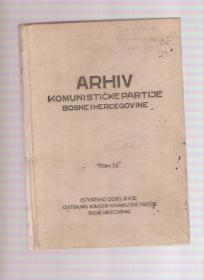 ARHIV
KOMUNISTIČKE PARTIJE
BOSNE I HERCEGOVINE
ISTORISKO ODJELJENJE
CENTRALNOG KOMITETA KOMUNISTIČKE PARTIJE
BOSNE I HERCEGOVINE